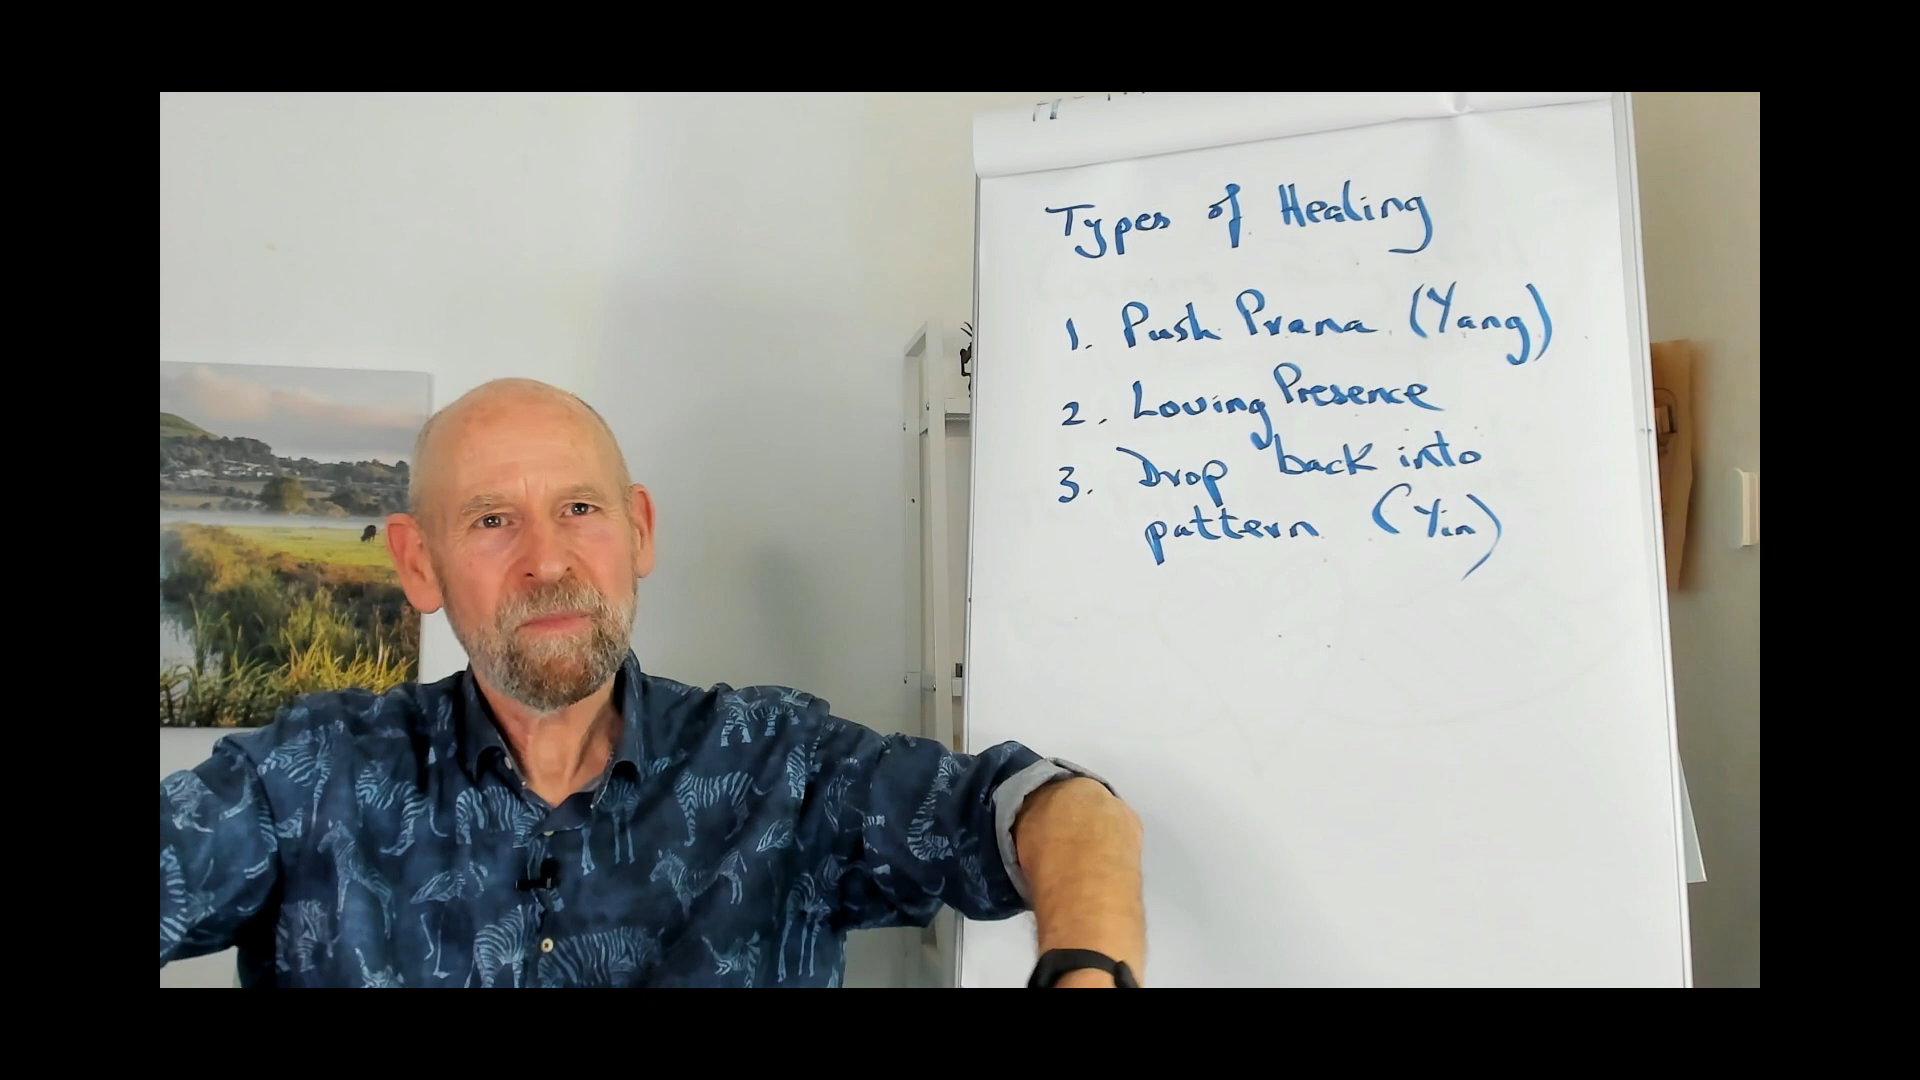 Types of Healing
1. Push Prana (Yang)
2. Loving Presence
3. Drop back into
pattern (Yin)